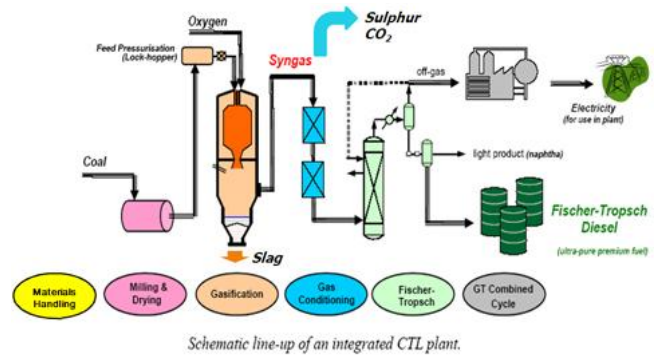 Oxygen
Feed Pressurisation
(Lock-hopper)
Syngas
Sulphur
CO2
off-gas
Electricity
(for use in plant)
Coal
light product (naphtha)
Fischer-Tropsch
Diesel
(ultra-pure premium fuel)
Slag
Materials
Handling
Milling &
Drying
Gasification
Gas
Conditioning
Fischer-
Tropsch
GT Combined
Cycle
Schematic line-up of an integrated CTL plant.